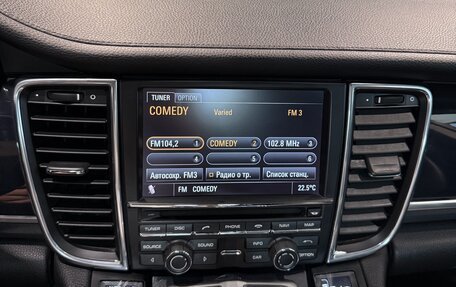 TUNER OPTION
COMEDY Varied FM 3
FM104,2 1 COMEDY 2 102.8 MHz 3
4 5 6
Автосохр. FM3 Радио о тр. Список станц.
FM COMEDY 22.5°C
TUNER DISC PHONE NAV MAP
SOURCE SOUND INFO
CAR OPTION